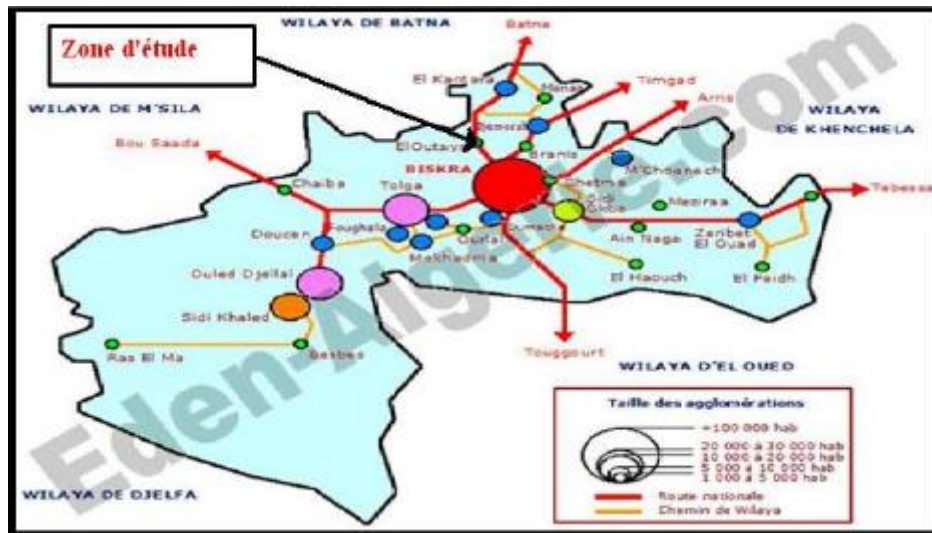 WILAYA DE BATNA
Zone d'étude
Batna
El Kantara
Menaa
Timgad
WILAYA DE M'SILA
Djemorah
Arris
WILAYA
DE KHENCHELA
Bou Saada
El Outaya
Branis
BISKRA
M'Chounech
Chaiba
Tolga
Chetma
Sidi
Okba
Meziraa
Tebessa
Foughala
Oumache
Doucen
Ourlal
Ain Naga
Zeribet
El Ouad
Mekhadma
Ouled Djellal
El Haouch
El Feidh
Sidi Khaled
Ras El Ma
Besbes
Touggourt
WILAYA D'EL OUED
Eden-Algerie.com
Taille des agglomérations
+100 000 hab
20 000 à 30 000 hab
10 000 à 20 000 hab
5 000 à 10 000 hab
1 000 à 5 000 hab
Route nationale
Chemin de Wilaya
WILAYA DE DJELFA